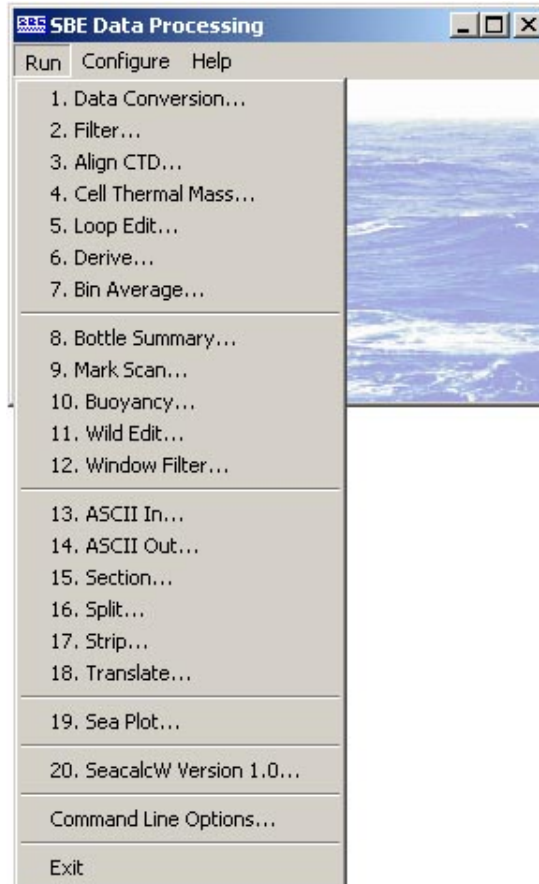 SBE SBE Data Processing
Run Configure Help
1. Data Conversion...
2. Filter...
3. Align CTD...
4. Cell Thermal Mass...
5. Loop Edit...
6. Derive...
7. Bin Average...
8. Bottle Summary...
9. Mark Scan...
10. Buoyancy...
11. Wild Edit...
12. Window Filter...
13. ASCII In...
14. ASCII Out...
15. Section...
16. Split...
17. Strip...
18. Translate...
19. Sea Plot...
20. SeacalcW Version 1.0...
Command Line Options...
Exit